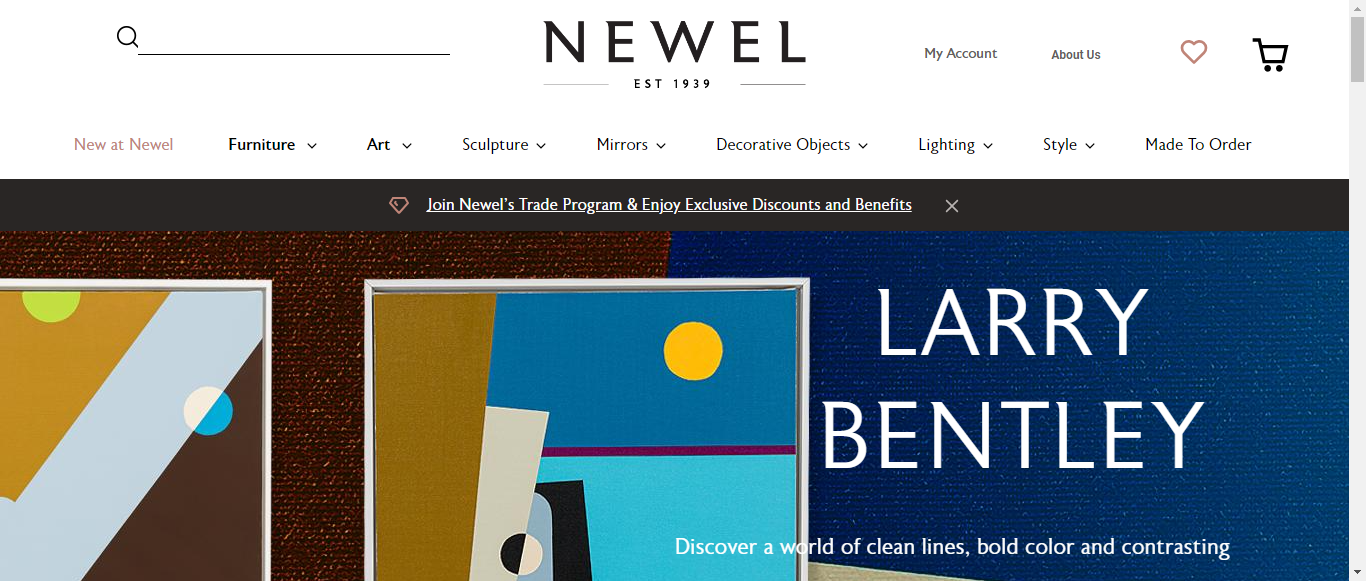 NEWEL
EST 1939
My Account
About Us
New at Newel
Furniture
Art
Sculpture
Mirrors
Decorative Objects
Lighting
Style
Made To Order
Join Newel’s Trade Program & Enjoy Exclusive Discounts and Benefits
LARRY
BENTLEY
Discover a world of clean lines, bold color and contrasting